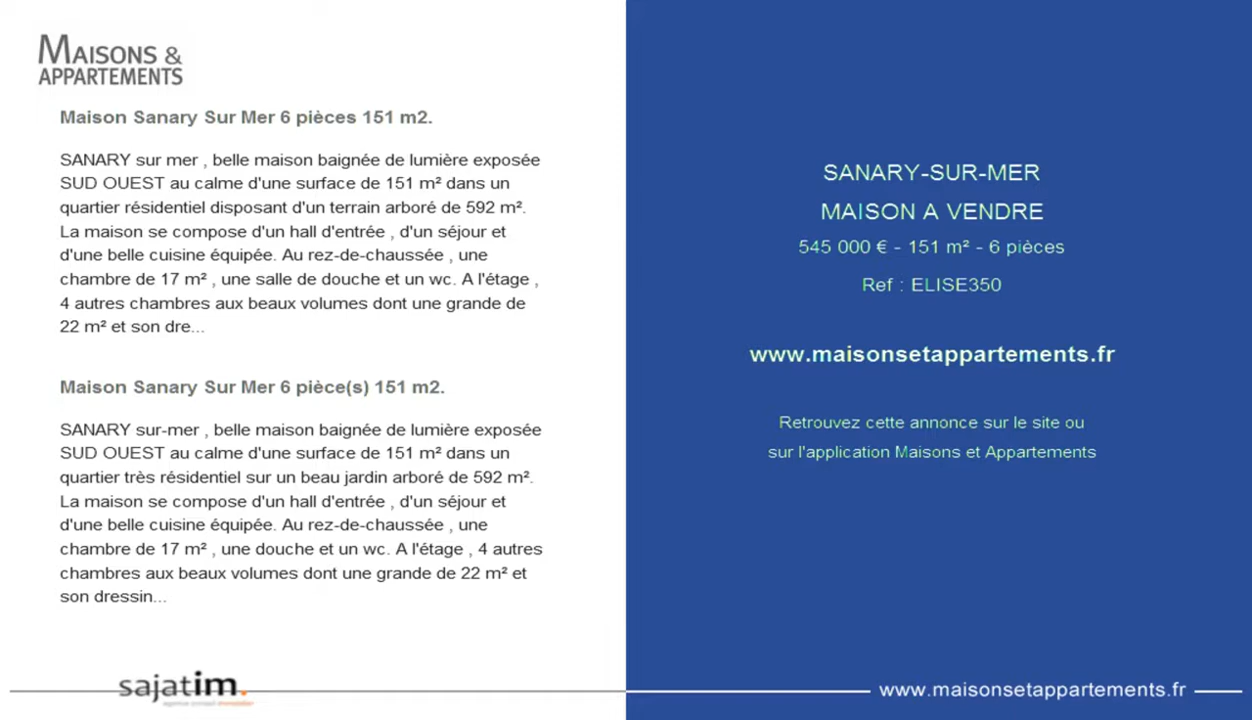 MAISONS &
APPARTEMENTS
Maison Sanary Sur Mer 6 pièces 151 m2.
SANARY sur mer , belle maison baignée de lumière exposée
SUD OUEST au calme d'une surface de 151 m² dans un
quartier résidentiel disposant d'un terrain arboré de 592 m².
La maison se compose d'un hall d'entrée , d'un séjour et
d'une belle cuisine équipée. Au rez-de-chaussée , une
chambre de 17 m² , une salle de douche et un wc. A l'étage ,
4 autres chambres aux beaux volumes dont une grande de
22 m² et son dre...
Maison Sanary Sur Mer 6 pièce(s) 151 m2.
SANARY sur-mer , belle maison baignée de lumière exposée
SUD OUEST au calme d'une surface de 151 m² dans un
quartier très résidentiel sur un beau jardin arboré de 592 m².
La maison se compose d'un hall d'entrée , d'un séjour et
d'une belle cuisine équipée. Au rez-de-chaussée , une
chambre de 17 m² , une douche et un wc. A l'étage , 4 autres
chambres aux beaux volumes dont une grande de 22 m² et
son dressin...
sajatim.
agence conseil immobilier
SANARY-SUR-MER
MAISON A VENDRE
545 000 € - 151 m² - 6 pièces
Ref : ELISE350
www.maisonsetappartements.fr
Retrouvez cette annonce sur le site ou
sur l'application Maisons et Appartements
www.maisonsetappartements.fr